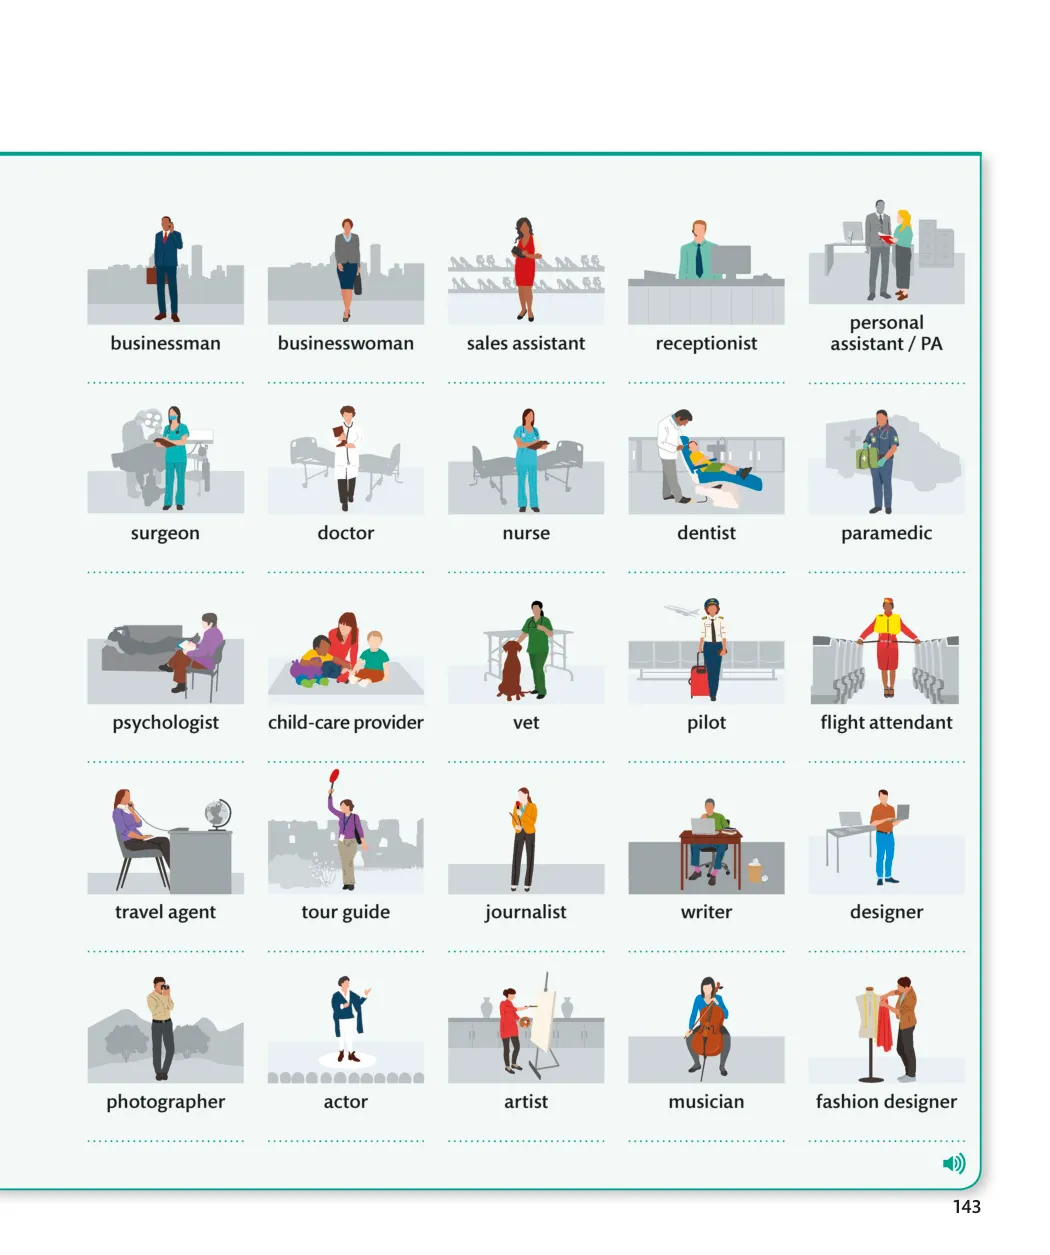 businessman
businesswoman
sales assistant
receptionist
personal
assistant / PA
surgeon
doctor
nurse
dentist
paramedic
psychologist
child-care provider
vet
pilot
flight attendant
travel agent
tour guide
journalist
writer
designer
photographer
actor
artist
musician
fashion designer
143